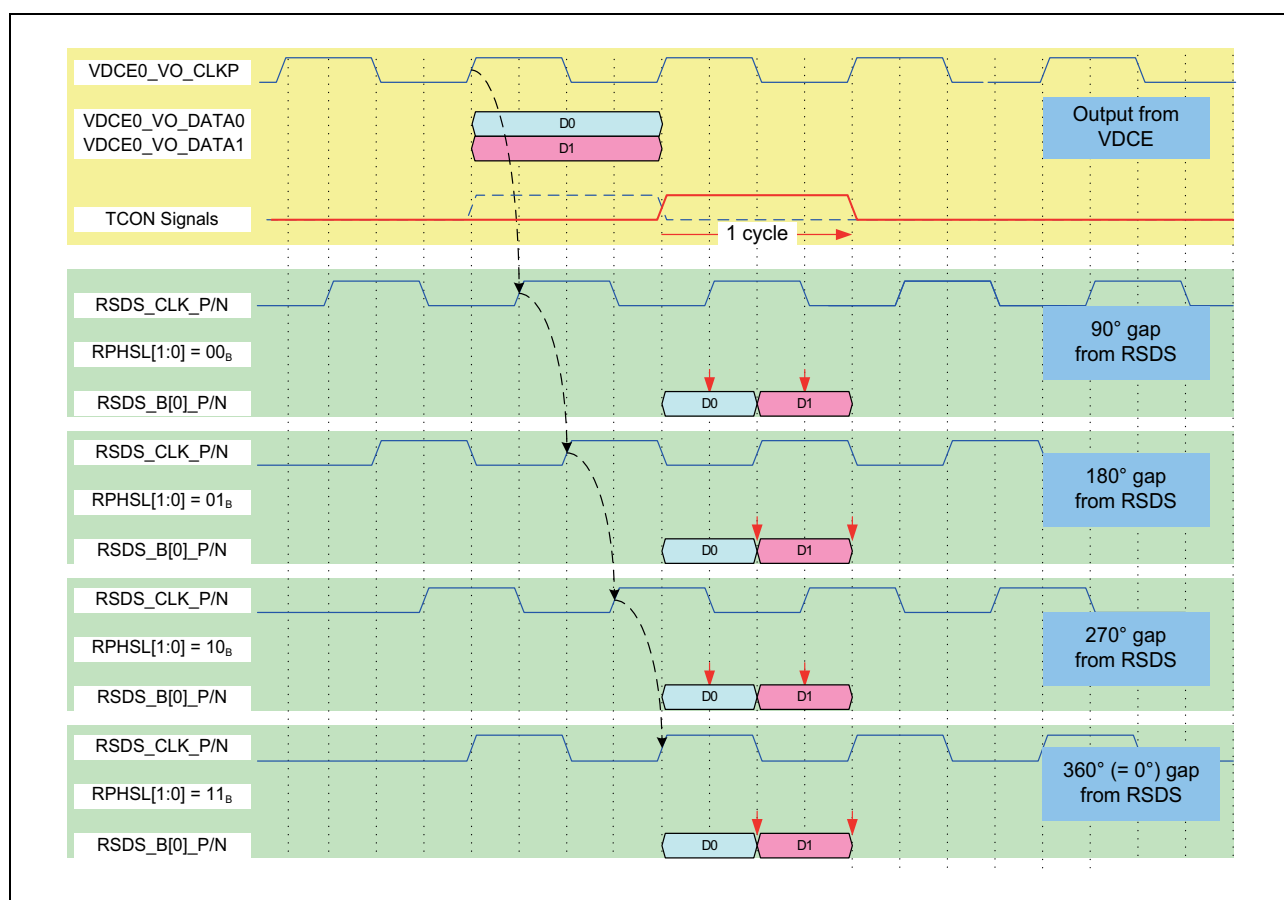 VDCE0_VO_CLKP
VDCE0_VO_DATA0
VDCE0_VO_DATA1
D0
D1
Output from
VDCE
TCON Signals
1 cycle
RSDS_CLK_P/N
RPHSL[1:0] = 00B
RSDS_B[0]_P/N
D0
D1
90° gap
from RSDS
RSDS_CLK_P/N
RPHSL[1:0] = 01B
RSDS_B[0]_P/N
D0
D1
180° gap
from RSDS
RSDS_CLK_P/N
RPHSL[1:0] = 10B
RSDS_B[0]_P/N
D0
D1
270° gap
from RSDS
RSDS_CLK_P/N
RPHSL[1:0] = 11B
RSDS_B[0]_P/N
D0
D1
360° (= 0°) gap
from RSDS